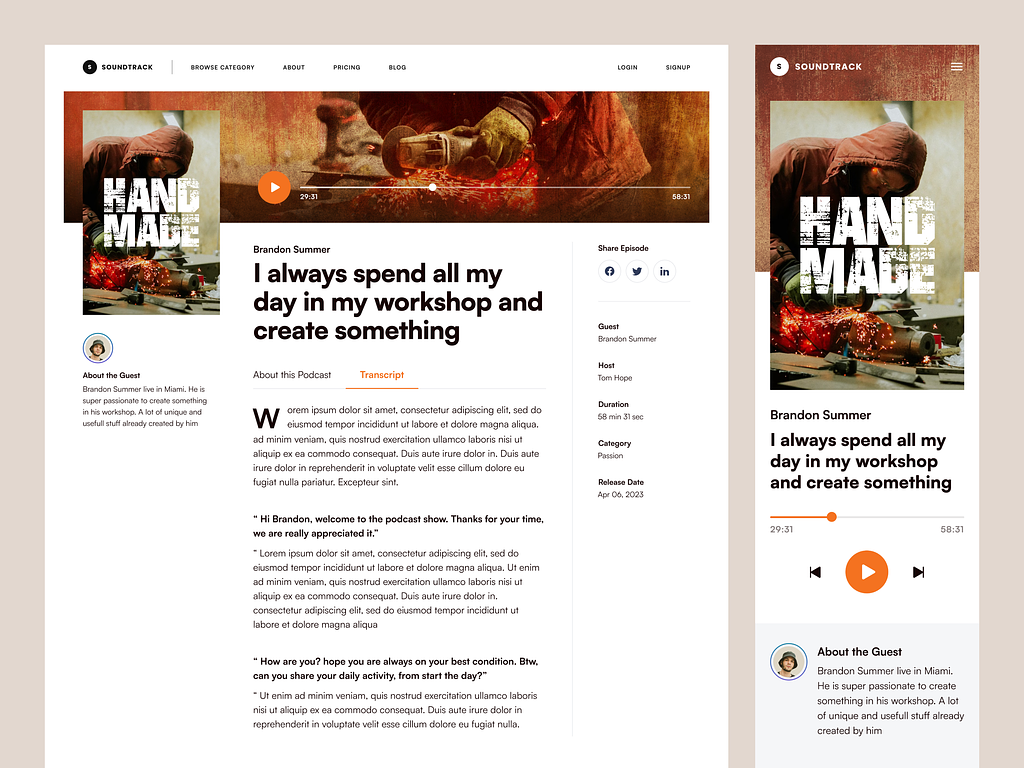 S SOUNDTRACK
BROWSE CATEGORY ABOUT PRICING BLOG
LOGIN SIGNUP
HAND
MADE
29:31
58:31
About the Guest
Brandon Summer live in Miami. He is
super passionate to create something
in his workshop. A lot of unique and
usefull stuff already created by him
Brandon Summer
I always spend all my
day in my workshop and
create something
About this Podcast
Transcript
Worem ipsum dolor sit amet, consectetur adipiscing elit, sed do
eiusmod tempor incididunt ut labore et dolore magna aliqua.
ad minim veniam, quis nostrud exercitation ullamco laboris nisi ut
aliquip ex ea commodo consequat. Duis aute irure dolor in. Duis aute
irure dolor in reprehenderit in voluptate velit esse cillum dolore eu
fugiat nulla pariatur. Excepteur sint.
“ Hi Brandon, welcome to the podcast show. Thanks for your time,
we are really appreciated it.”
“ Lorem ipsum dolor sit amet, consectetur adipiscing elit, sed do
eiusmod tempor incididunt ut labore et dolore magna aliqua. Ut enim
ad minim veniam, quis nostrud exercitation ullamco laboris nisi ut
aliquip ex ea commodo consequat. Duis aute irure dolor in.
consectetur adipiscing elit, sed do eiusmod tempor incididunt ut
labore et dolore magna aliqua
“ How are you? hope you are always on your best condition. Btw,
can you share your daily activity, from start the day?”
“ Ut enim ad minim veniam, quis nostrud exercitation ullamco laboris
nisi ut aliquip ex ea commodo consequat. Duis aute irure dolor in
reprehenderit in voluptate velit esse cillum dolore eu fugiat nulla.
Share Episode
Guest
Brandon Summer
Host
Tom Hope
Duration
58 min 31 sec
Category
Passion
Release Date
Apr 06, 2023
S SOUNDTRACK
HAND
MADE
Brandon Summer
I always spend all my
day in my workshop
and create something
29:31
58:31
About the Guest
Brandon Summer live in Miami.
He is super passionate to create
something in his workshop. A lot
of unique and usefull stuff already
created by him